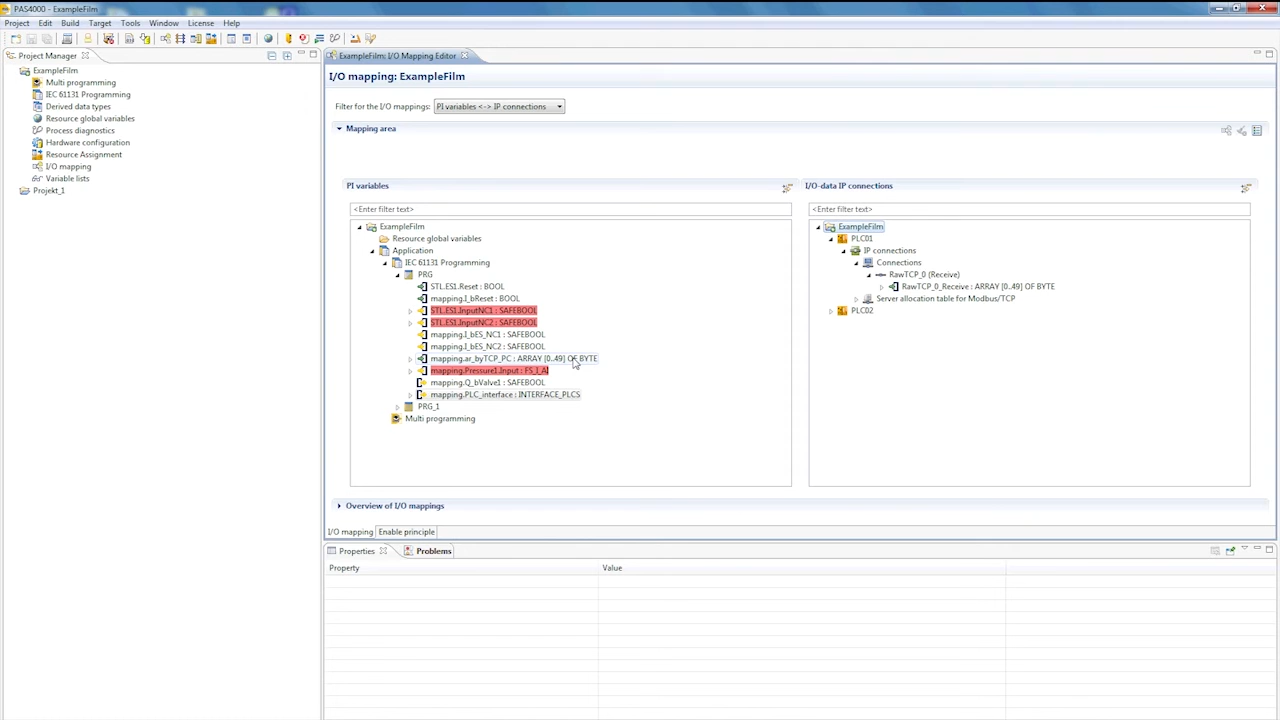 PAS4000 - ExampleFilm
Project Edit Build Target Tools Window License Help
Project Manager
ExampleFilm
Multi programming
IEC 61131 Programming
Derived data types
Resource global variables
Process diagnostics
Hardware configuration
Resource Assignment
I/O mapping
Variable lists
Projekt_1
ExampleFilm: I/O Mapping Editor
I/O mapping: ExampleFilm
Filter for the I/O mappings: PI variables <-> IP connections
Mapping area
PI variables
<Enter filter text>
ExampleFilm
Resource global variables
Application
IEC 61131 Programming
PRG
STL.ES1.Reset : BOOL
mapping.I_bReset : BOOL
STL.ES1.InputNC1 : SAFEBOOL
STL.ES1.InputNC2 : SAFEBOOL
mapping.I_bES_NC1 : SAFEBOOL
mapping.I_bES_NC2 : SAFEBOOL
mapping.ar_byTCP_PC : ARRAY [0..49] OF BYTE
mapping.Pressure1.Input : FS_I_AI
mapping.Q_bValve1 : SAFEBOOL
mapping.PLC_interface : INTERFACE_PLCS
PRG_1
Multi programming
I/O-data IP connections
<Enter filter text>
ExampleFilm
PLC01
IP connections
Connections
RawTCP_0 (Receive)
RawTCP_0_Receive : ARRAY [0..49] OF BYTE
Server allocation table for Modbus/TCP
PLC02
Overview of I/O mappings
I/O mapping Enable principle
Properties Problems
Property Value